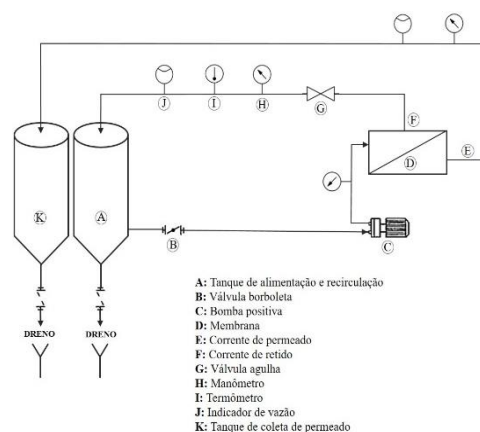 J
I
H
G
F
E
D
K
A
B
C
DRENO
DRENO
A: Tanque de alimentação e recirculação
B: Válvula borboleta
C: Bomba positiva
D: Membrana
E: Corrente de permeado
F: Corrente de retido
G: Válvula agulha
H: Manômetro
I: Termômetro
J: Indicador de vazão
K: Tanque de coleta de permeado